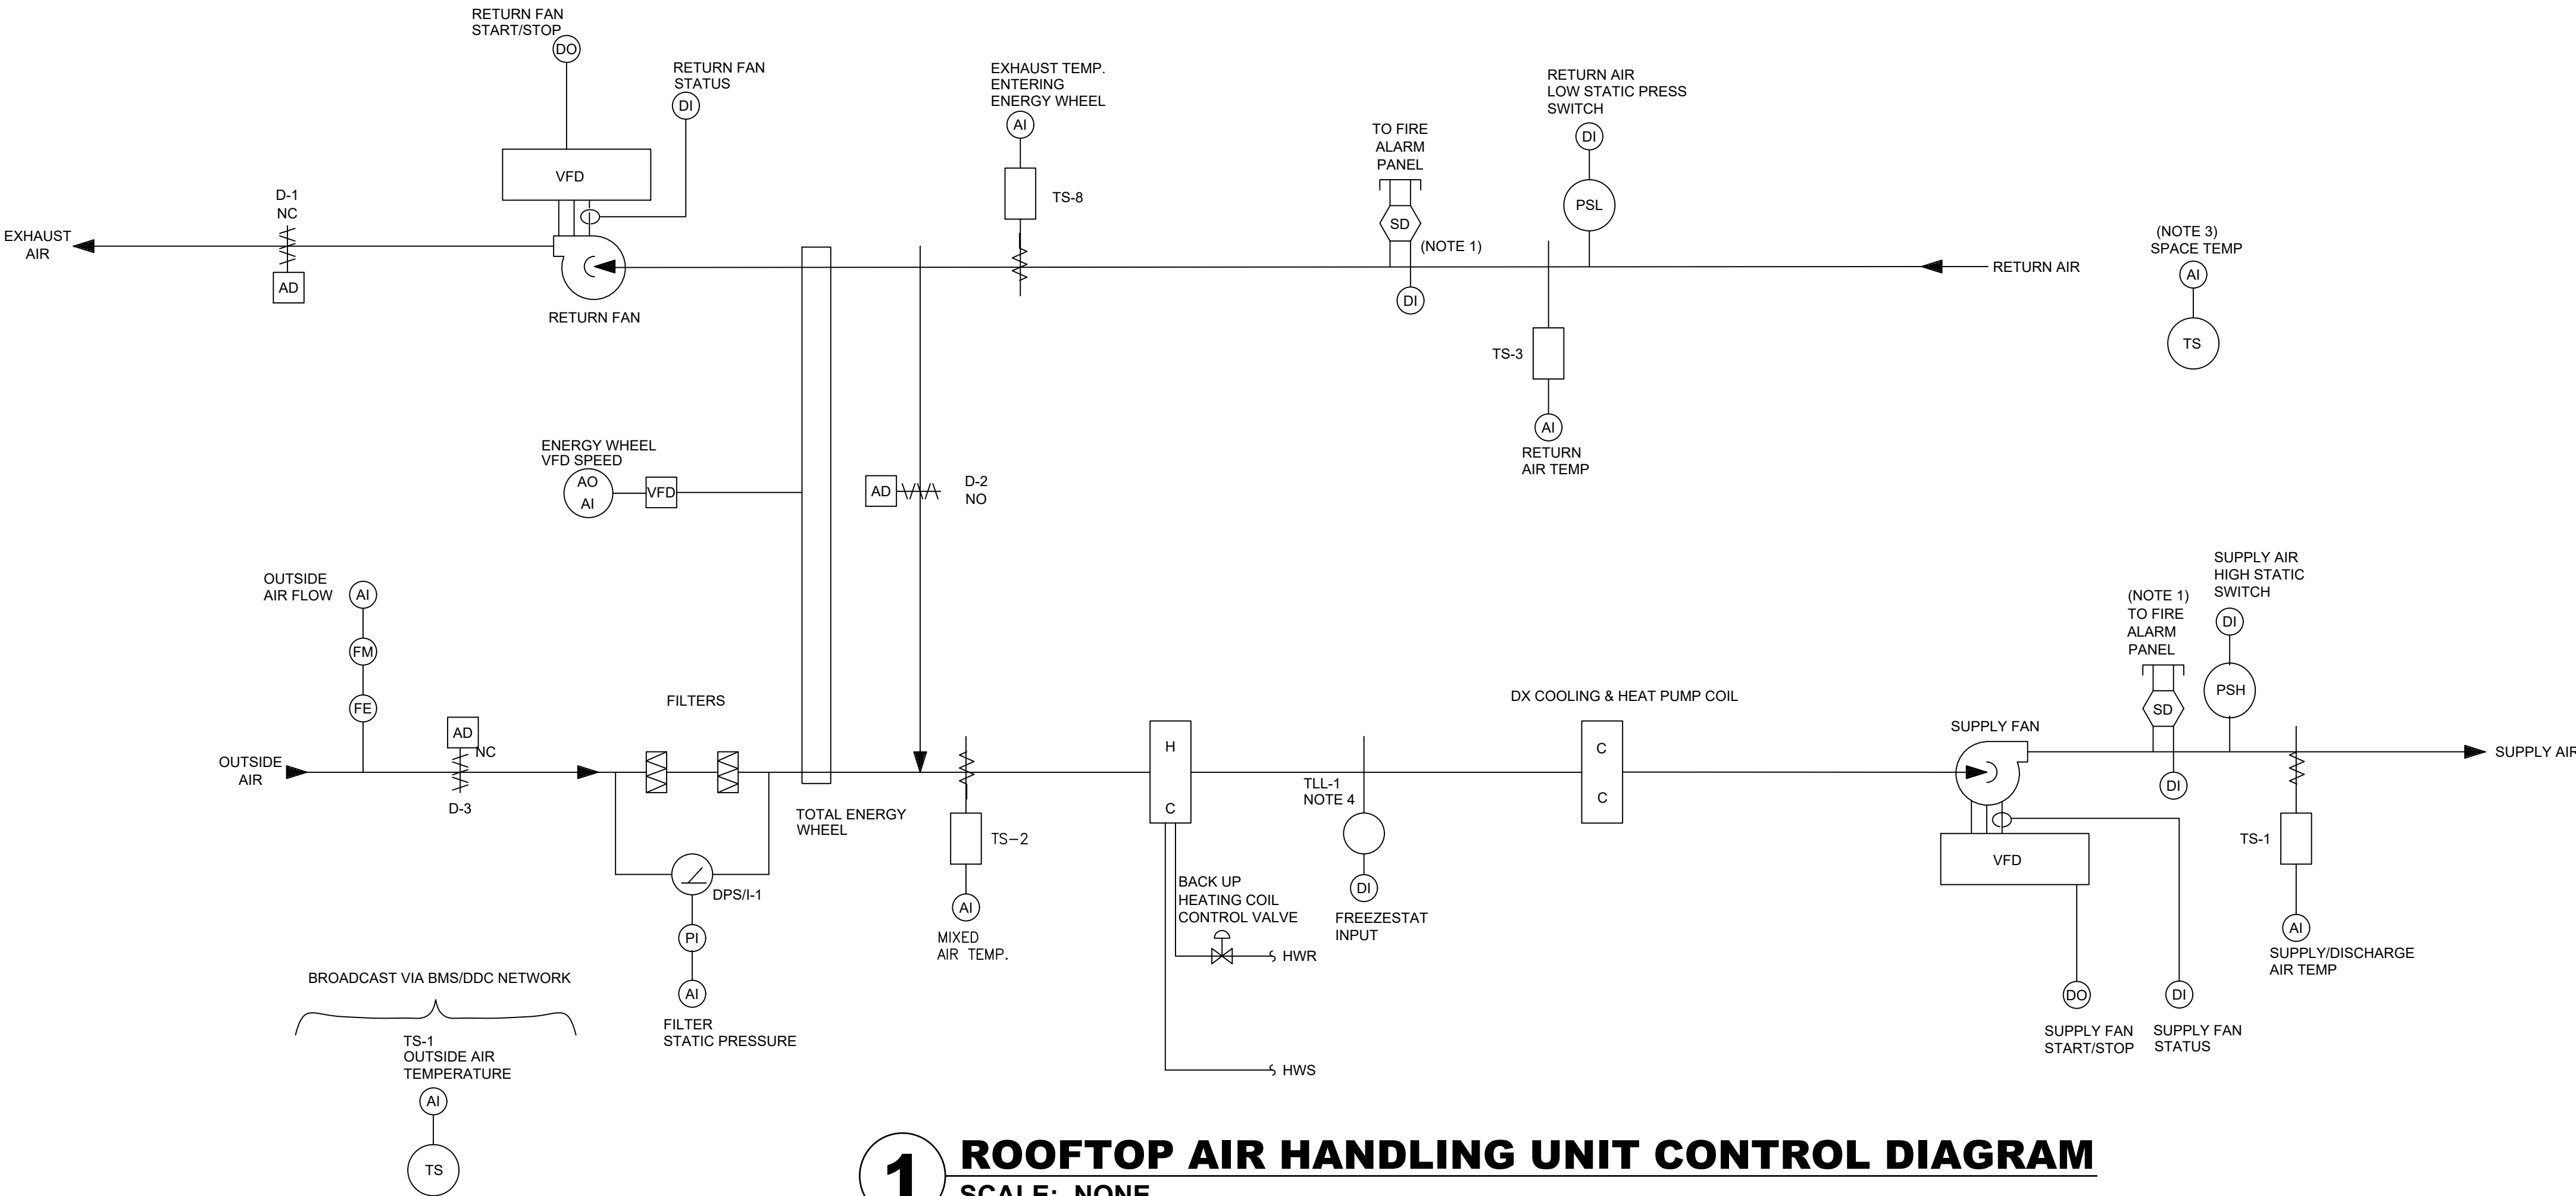 RETURN FAN
START/STOP
DO
RETURN FAN
STATUS
DI
VFD
D-1
NC
EXHAUST
AIR
AD
RETURN FAN
EXHAUST TEMP.
ENTERING
ENERGY WHEEL
AI
TS-8
TO FIRE
ALARM
PANEL
SD
(NOTE 1)
DI
RETURN AIR
LOW STATIC PRESS
SWITCH
DI
PSL
RETURN AIR
TS-3
AI
RETURN
AIR TEMP
(NOTE 3)
SPACE TEMP
AI
TS
ENERGY WHEEL
VFD SPEED
AO
AI
VFD
AD
D-2
NO
OUTSIDE
AIR FLOW
AI
FM
FE
AD
NC
OUTSIDE
AIR
D-3
FILTERS
DPS/I-1
PI
AI
FILTER
STATIC PRESSURE
TOTAL ENERGY
WHEEL
TS-2
AI
MIXED
AIR TEMP.
H
C
BACK UP
HEATING COIL
CONTROL VALVE
HWR
HWS
TLL-1
NOTE 4
DI
FREEZESTAT
INPUT
DX COOLING & HEAT PUMP COIL
C
C
SUPPLY FAN
VFD
DO
SUPPLY FAN
START/STOP
DI
SUPPLY FAN
STATUS
(NOTE 1)
TO FIRE
ALARM
PANEL
SD
DI
SUPPLY AIR
HIGH STATIC
SWITCH
DI
PSH
SUPPLY AIR
TS-1
AI
SUPPLY/DISCHARGE
AIR TEMP
BROADCAST VIA BMS/DDC NETWORK
TS-1
OUTSIDE AIR
TEMPERATURE
AI
TS
1
ROOFTOP AIR HANDLING UNIT CONTROL DIAGRAM
SCALE: NONE